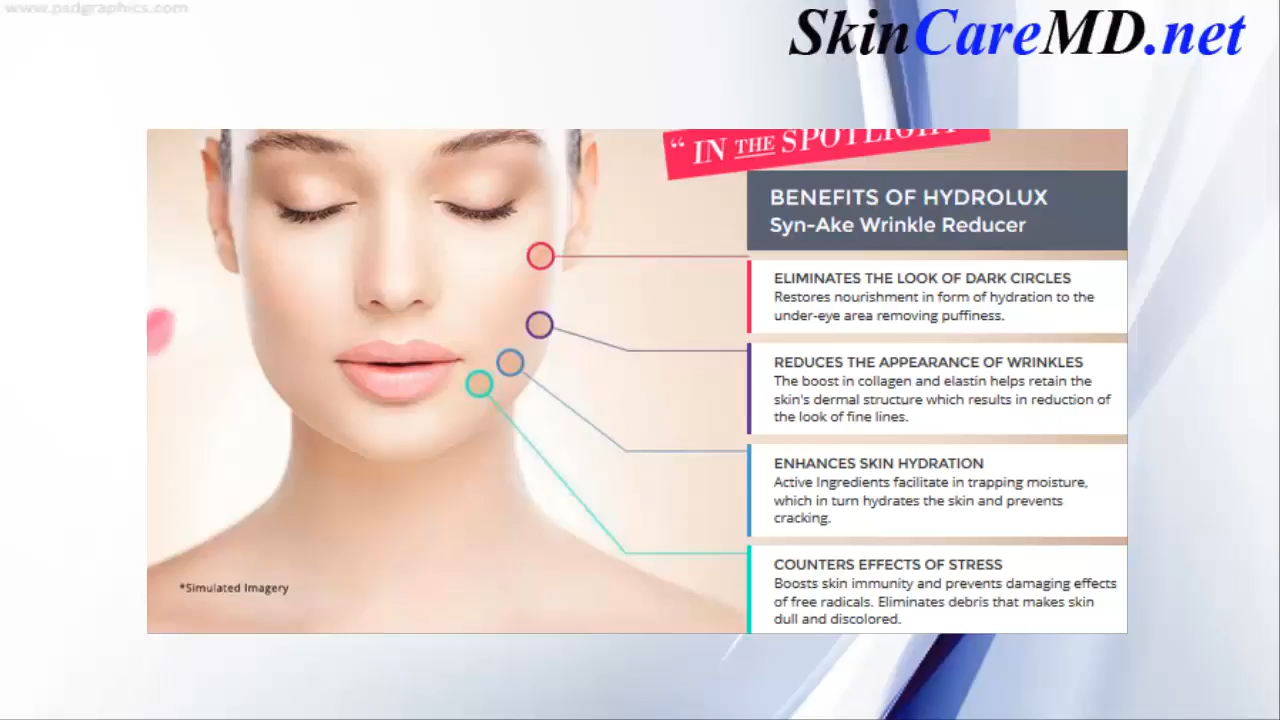 www.psdgraphics.com
SkinCareMD.net
“ IN THE SPOTLIGHT
BENEFITS OF HYDROLUX
Syn-Ake Wrinkle Reducer
ELIMINATES THE LOOK OF DARK CIRCLES
Restores nourishment in form of hydration to the
under-eye area removing puffiness.
REDUCES THE APPEARANCE OF WRINKLES
The boost in collagen and elastin helps retain the
skin's dermal structure which results in reduction of
the look of fine lines.
ENHANCES SKIN HYDRATION
Active Ingredients facilitate in trapping moisture,
which in turn hydrates the skin and prevents
cracking.
COUNTERS EFFECTS OF STRESS
Boosts skin immunity and prevents damaging effects
of free radicals. Eliminates debris that makes skin
dull and discolored.
*Simulated Imagery